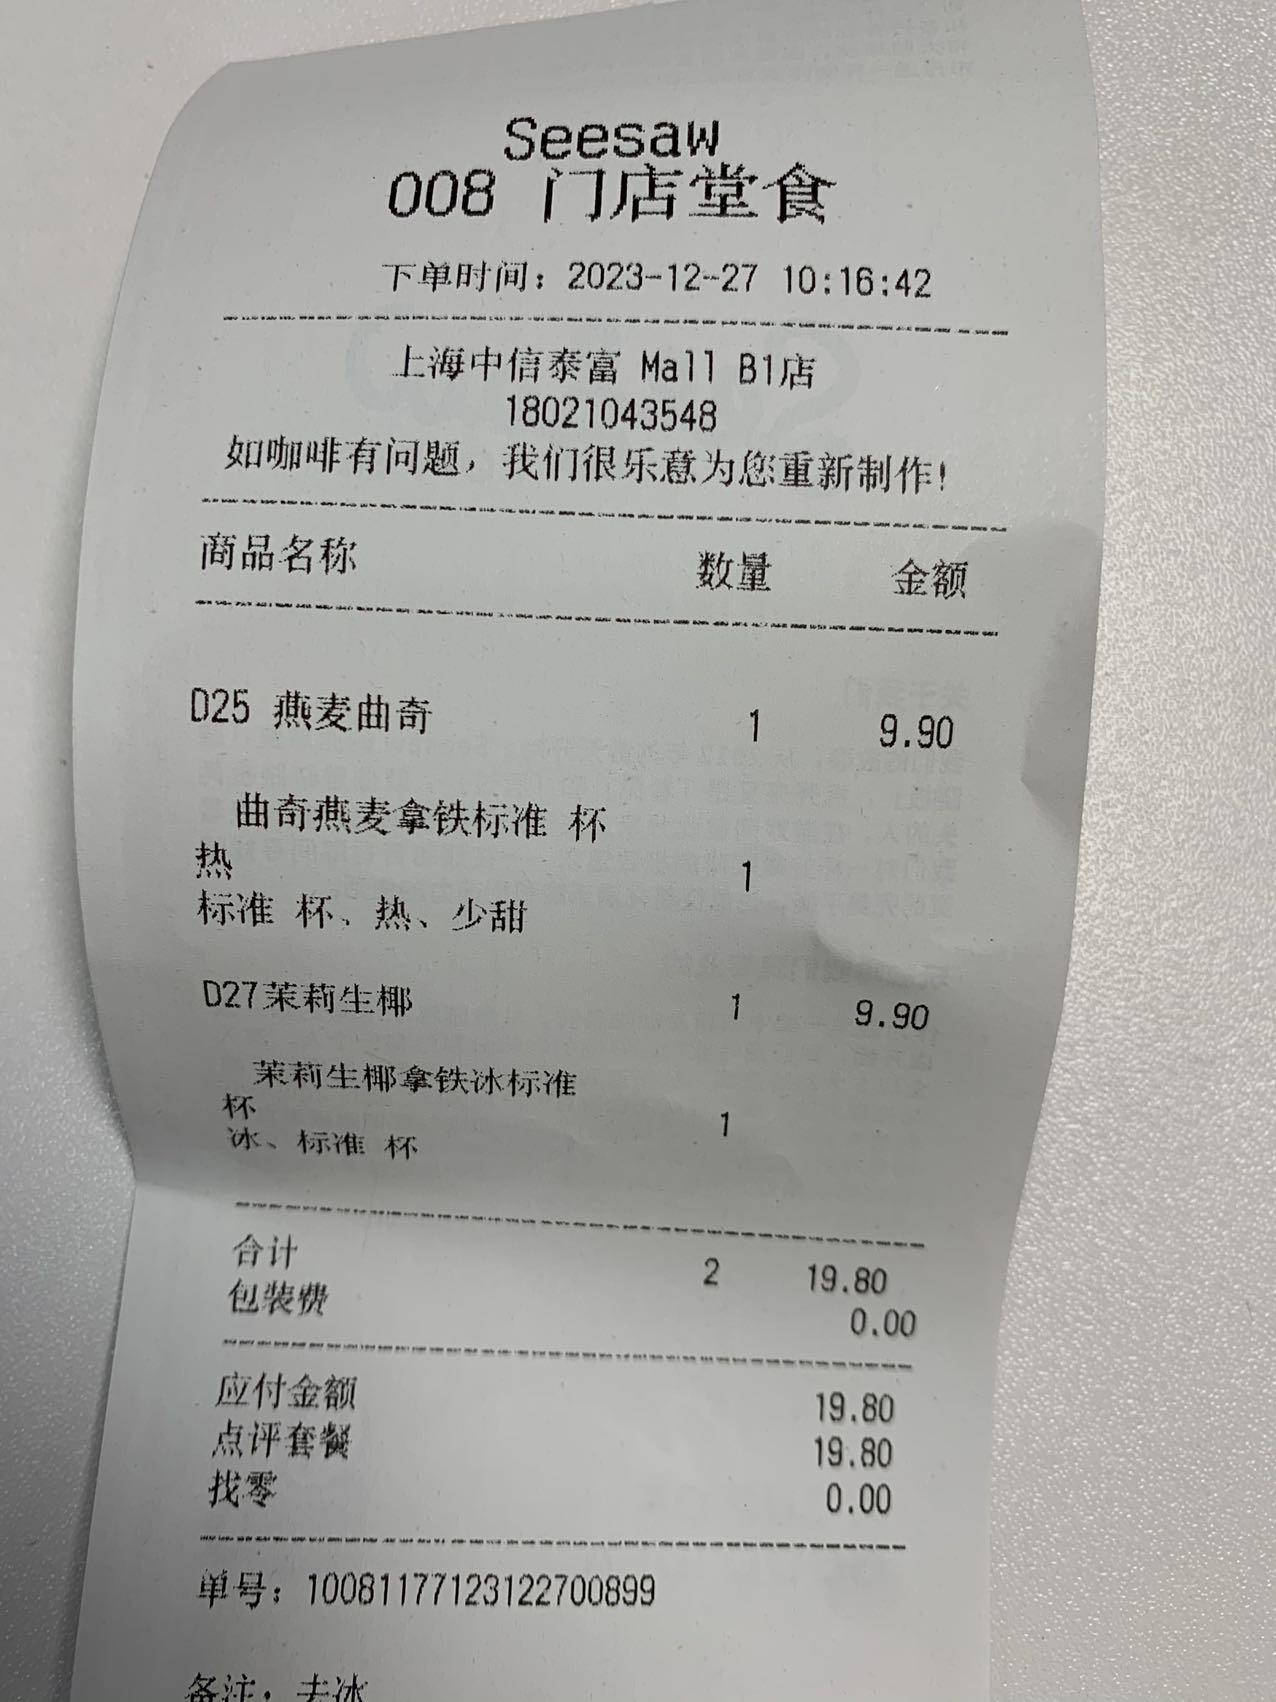 Seesaw
008 门店堂食
下单时间：2023-12-27 10:16:42
上海中信泰富 Mall B1店
18021043548
如咖啡有问题，我们很乐意为您重新制作！
商品名称 数量 金额
D25 燕麦曲奇 1 9.90
曲奇燕麦拿铁标准 杯
热 1
标准 杯、热、少甜
D27茉莉生椰 1 9.90
茉莉生椰拿铁冰标准
杯 1
冰、标准 杯
合计 2 19.80
包装费 0.00
应付金额 19.80
点评套餐 19.80
找零 0.00
单号：10081177123122700899
备注：去冰